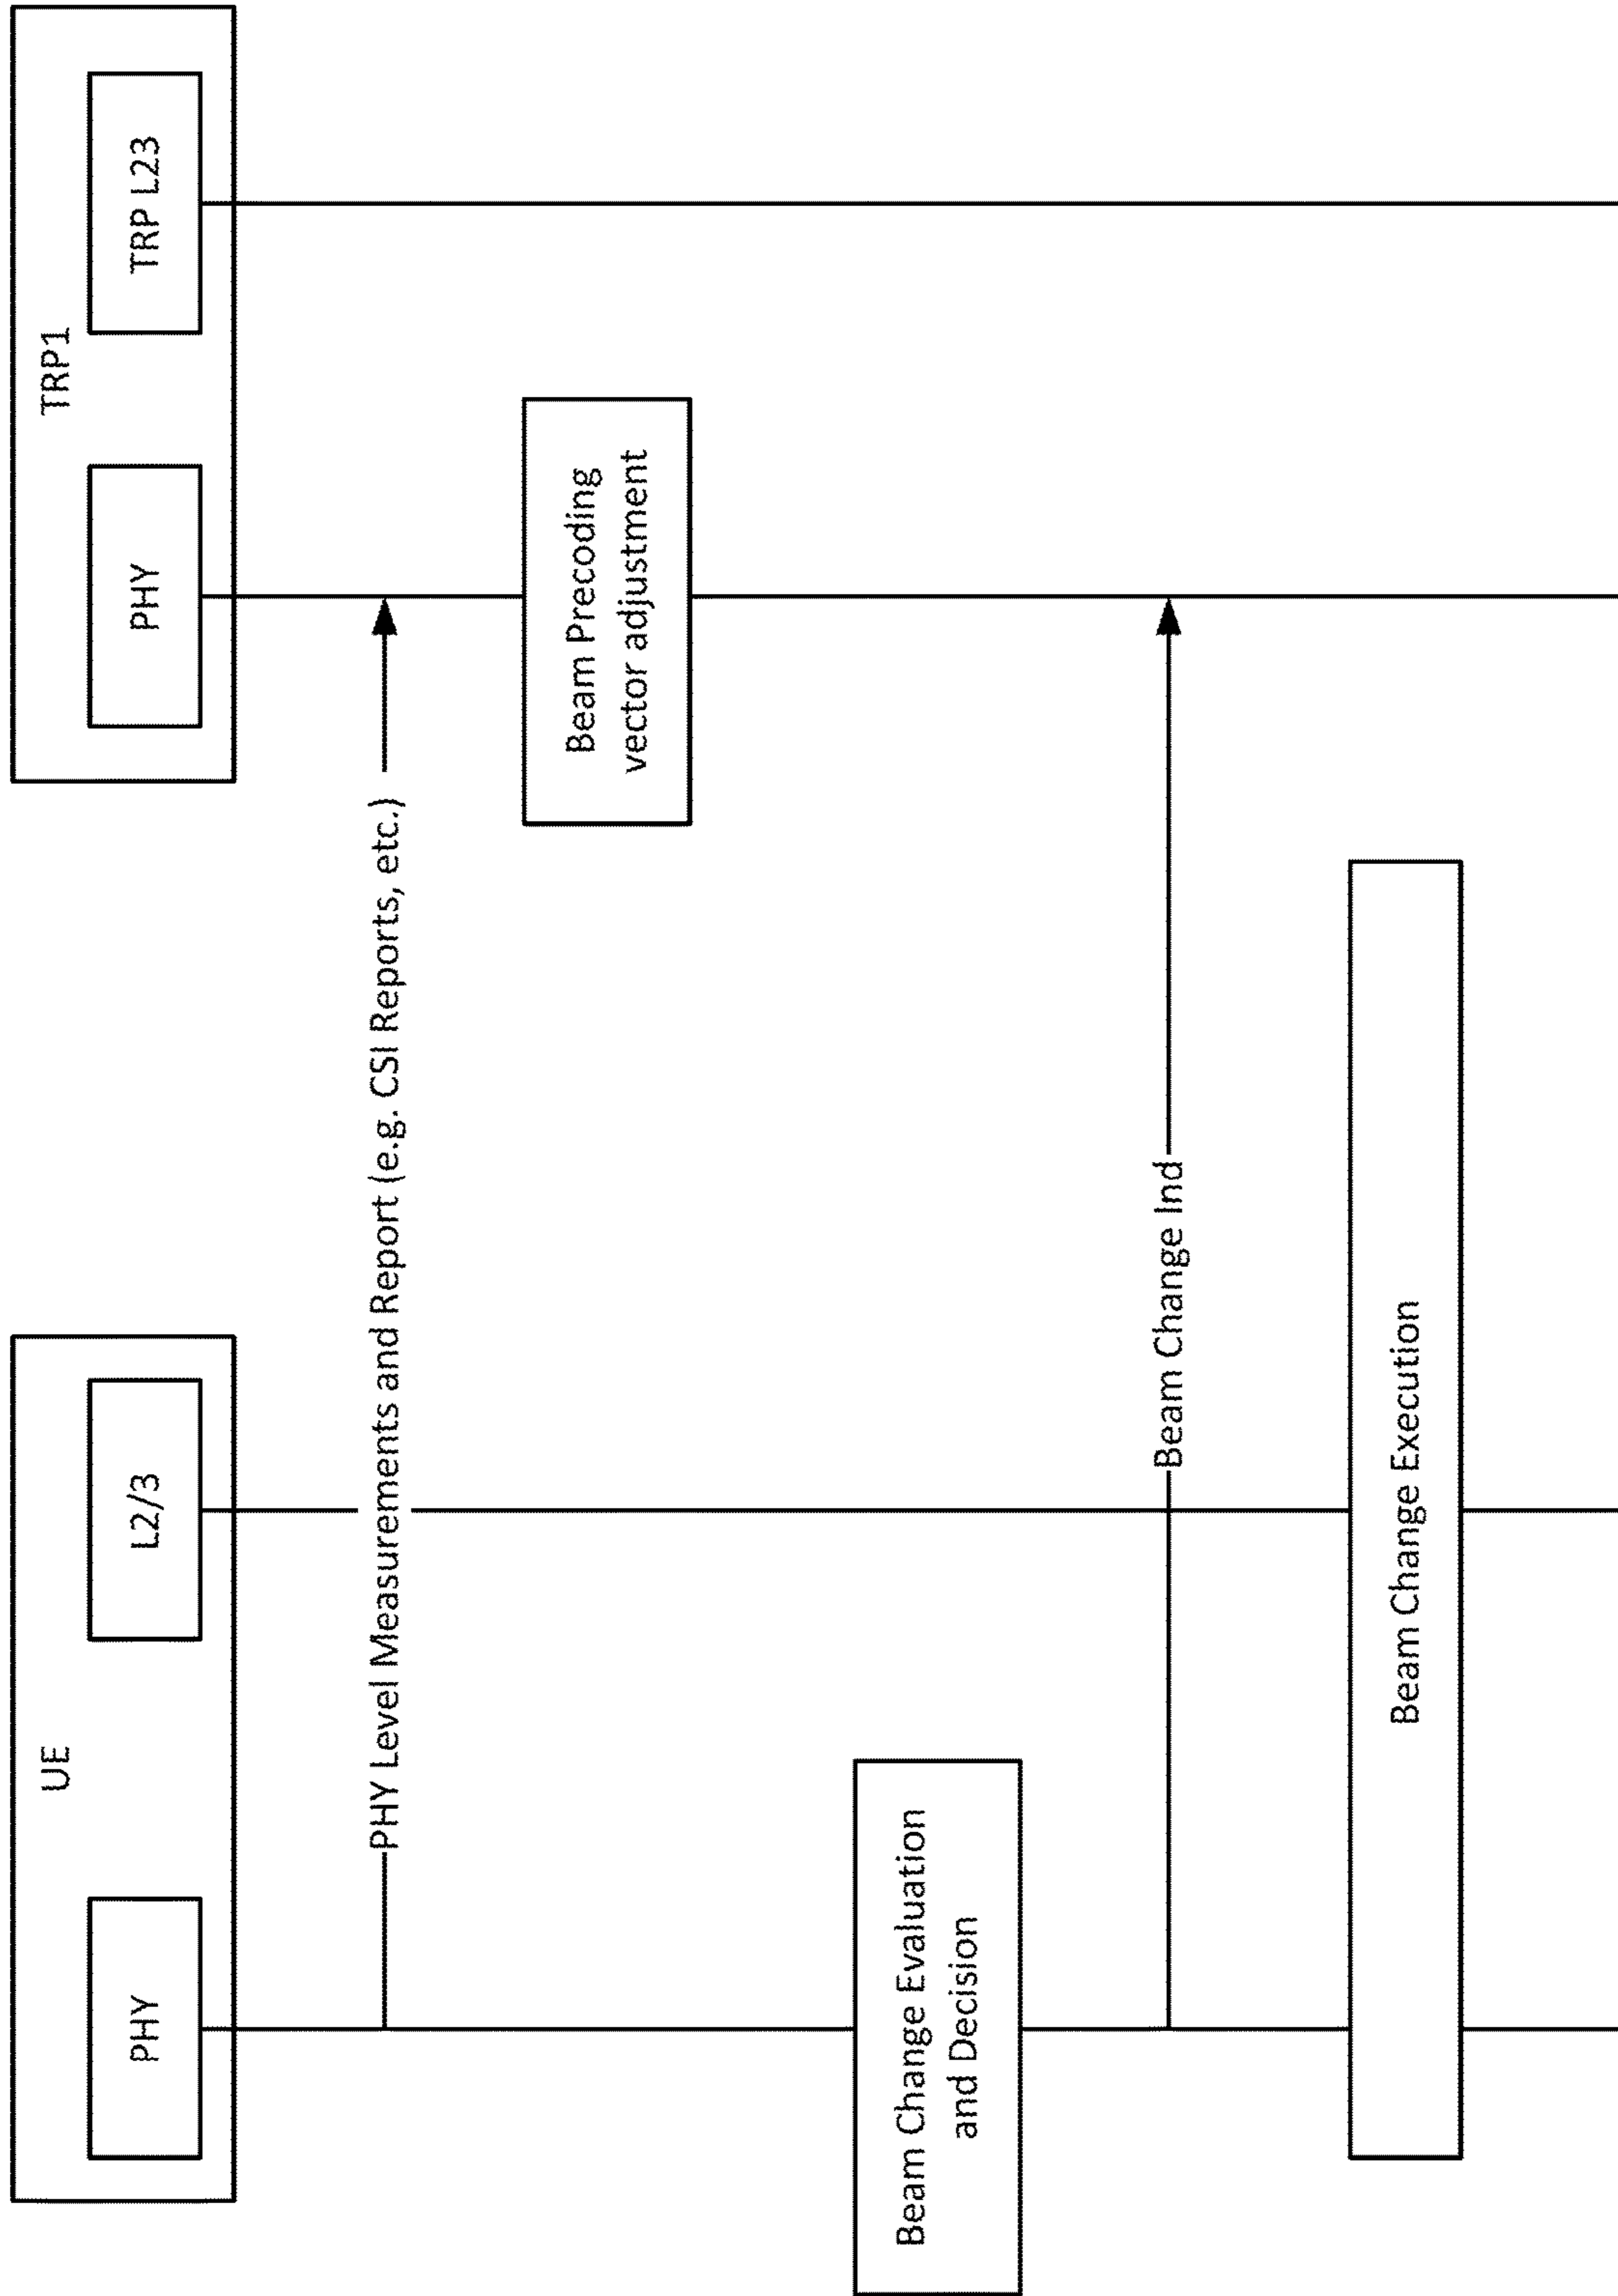 UE
TRP1
PHY
L2/3
PHY
TRP L23
PHY Level Measurements and Report (e.g. CSI Reports, etc.)
Beam Precoding
vector adjustment
Beam Change Evaluation
and Decision
Beam Change Ind
Beam Change Execution